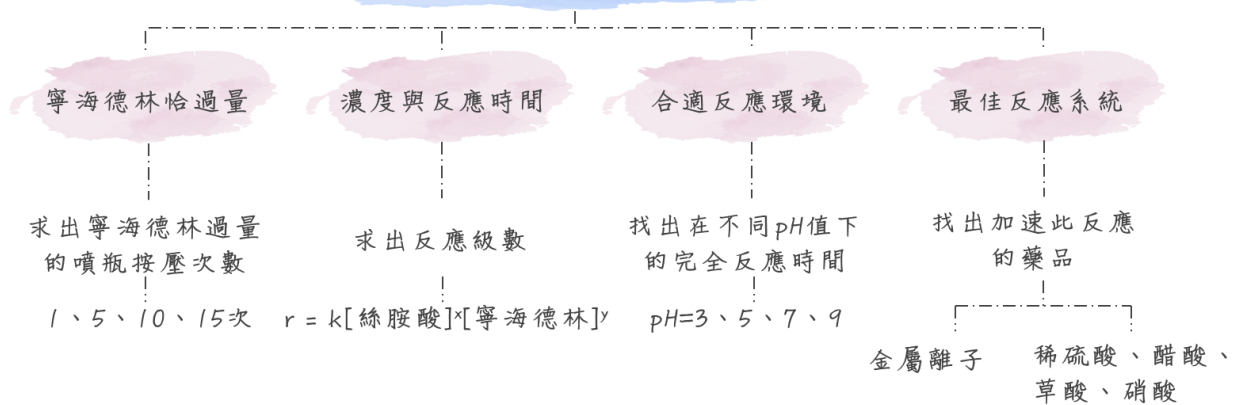 寧海德林恰過量
濃度與反應時間
合適反應環境
最佳反應系統
求出寧海德林過量
的噴瓶按壓次數
求出反應級數
找出在不同pH值下
的完全反應時間
找出加速此反應
的藥品
1、5、10、15次
r = k[絲胺酸]ˣ[寧海德林]ʸ
pH=3、5、7、9
金屬離子
稀硫酸、醋酸、
草酸、硝酸